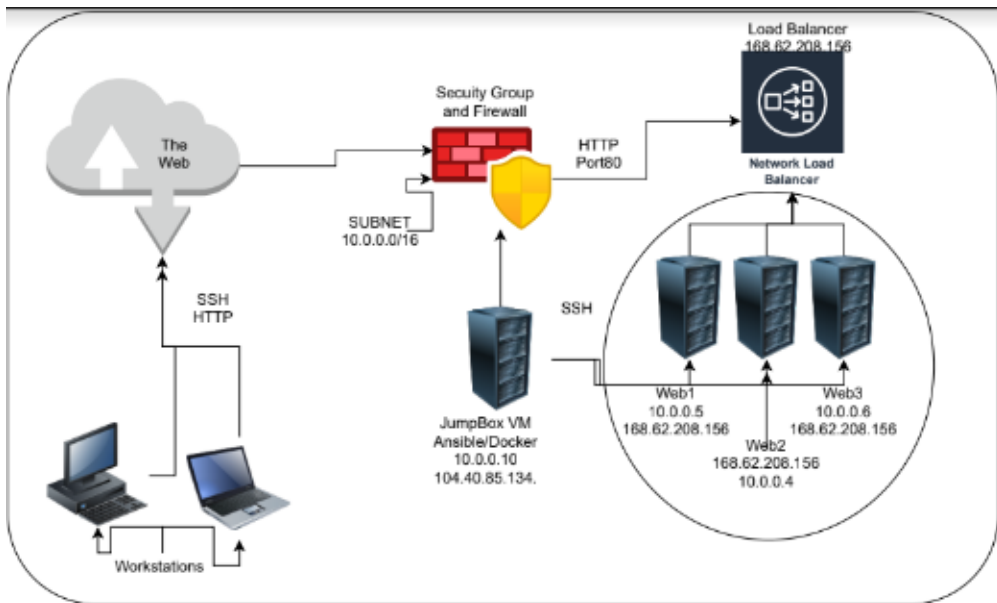 Load Balancer
168.62.208.156
Secuity Group
and Firewall
The
Web
HTTP
Port80
Network Load
Balancer
SUBNET
10.0.0.0/16
SSH
HTTP
SSH
JumpBox VM
Ansible/Docker
10.0.0.10
104.40.85.134.
Web1
10.0.0.5
168.62.208.156
Web2
168.62.208.156
10.0.0.4
Web3
10.0.0.6
168.62.208.156
Workstations